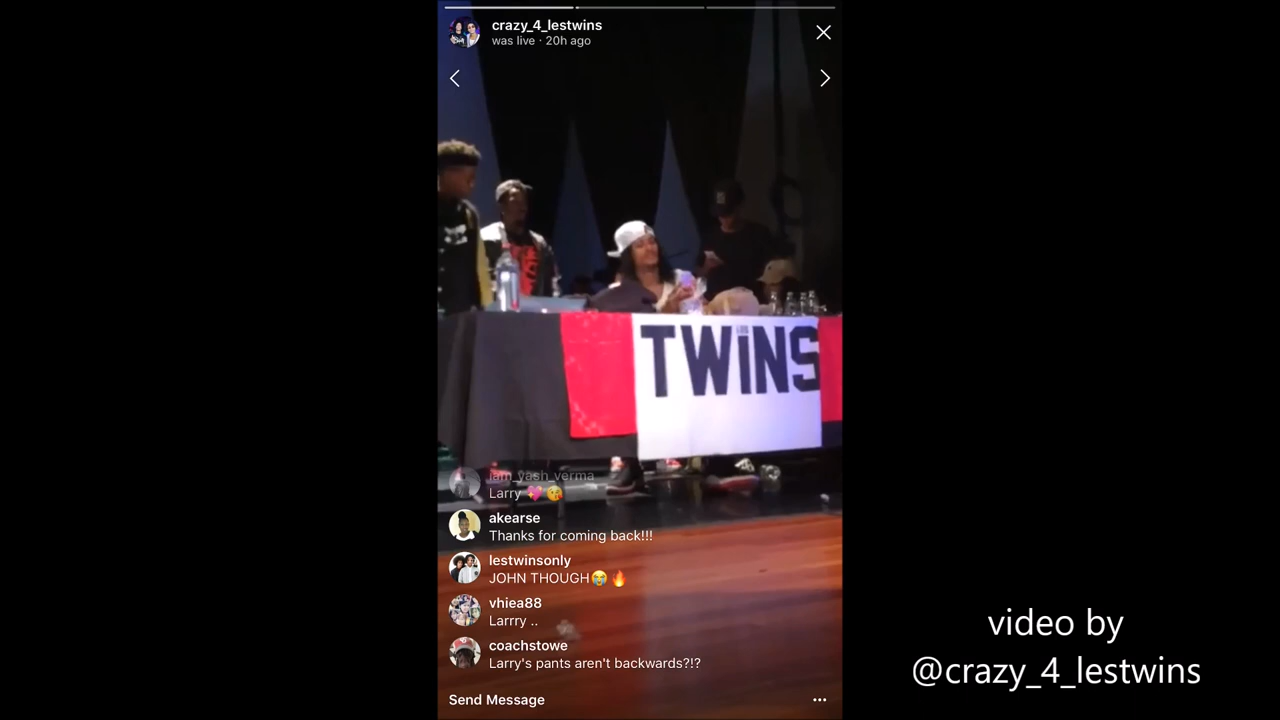 crazy_4_lestwins
was live · 20h ago
TWiNS
iam_yash_verma
Larry 💖😘
akearse
Thanks for coming back!!!
lestwinsonly
JOHN THOUGH😭🔥
vhiea88
Larrry ..
coachstowe
Larry's pants aren't backwards?!?
Send Message
video by
@crazy_4_lestwins